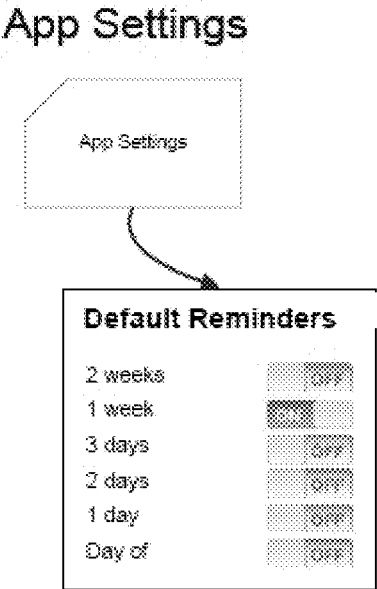 App Settings
App Settings
Default Reminders
2 weeks OFF
1 week ON
3 days OFF
2 days OFF
1 day OFF
Day of OFF